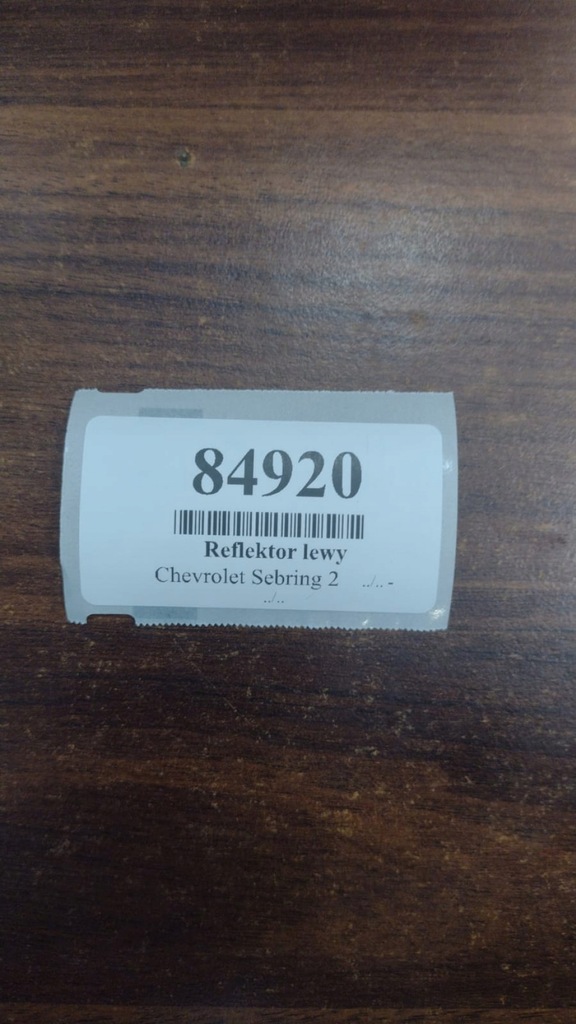 84920
Reflektor lewy
Chevrolet Sebring 2 ../.. -
../..